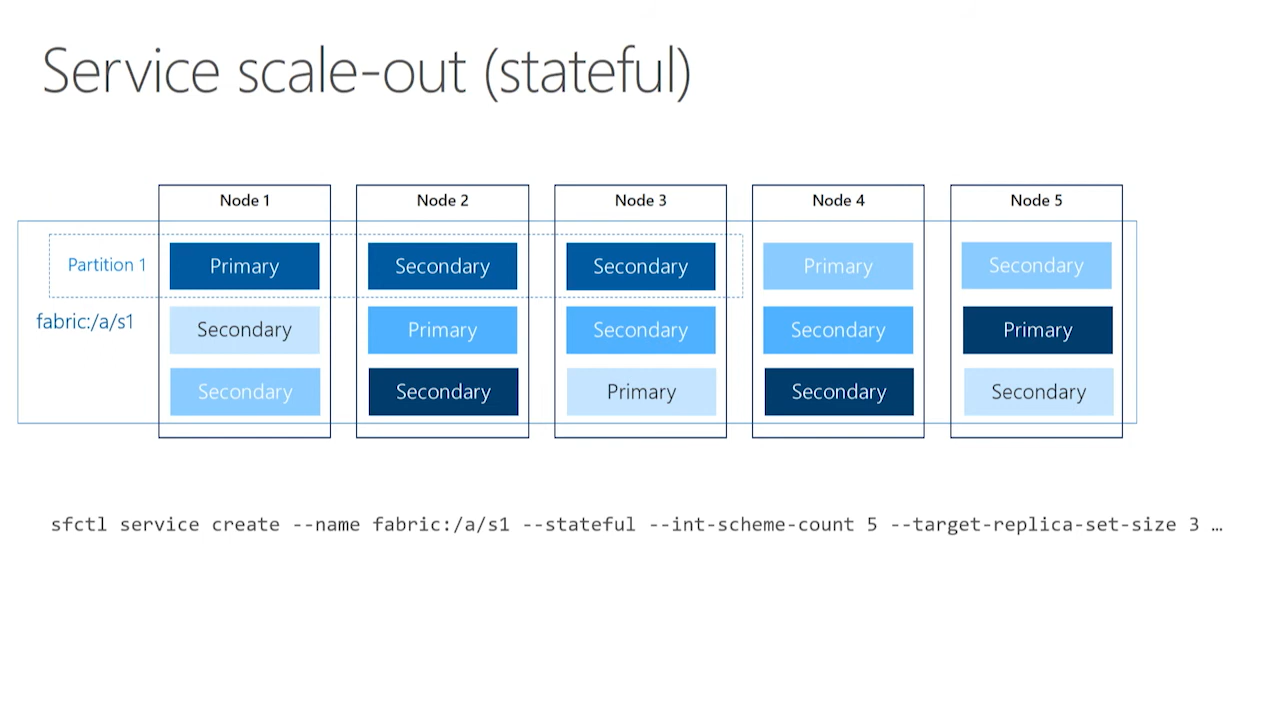 Service scale-out (stateful)
Node 1 Node 2 Node 3 Node 4 Node 5
Partition 1 Primary Secondary Secondary Primary Secondary
fabric:/a/s1 Secondary Primary Secondary Secondary Primary
Secondary Secondary Primary Secondary Secondary
sfctl service create --name fabric:/a/s1 --stateful --int-scheme-count 5 --target-replica-set-size 3 …